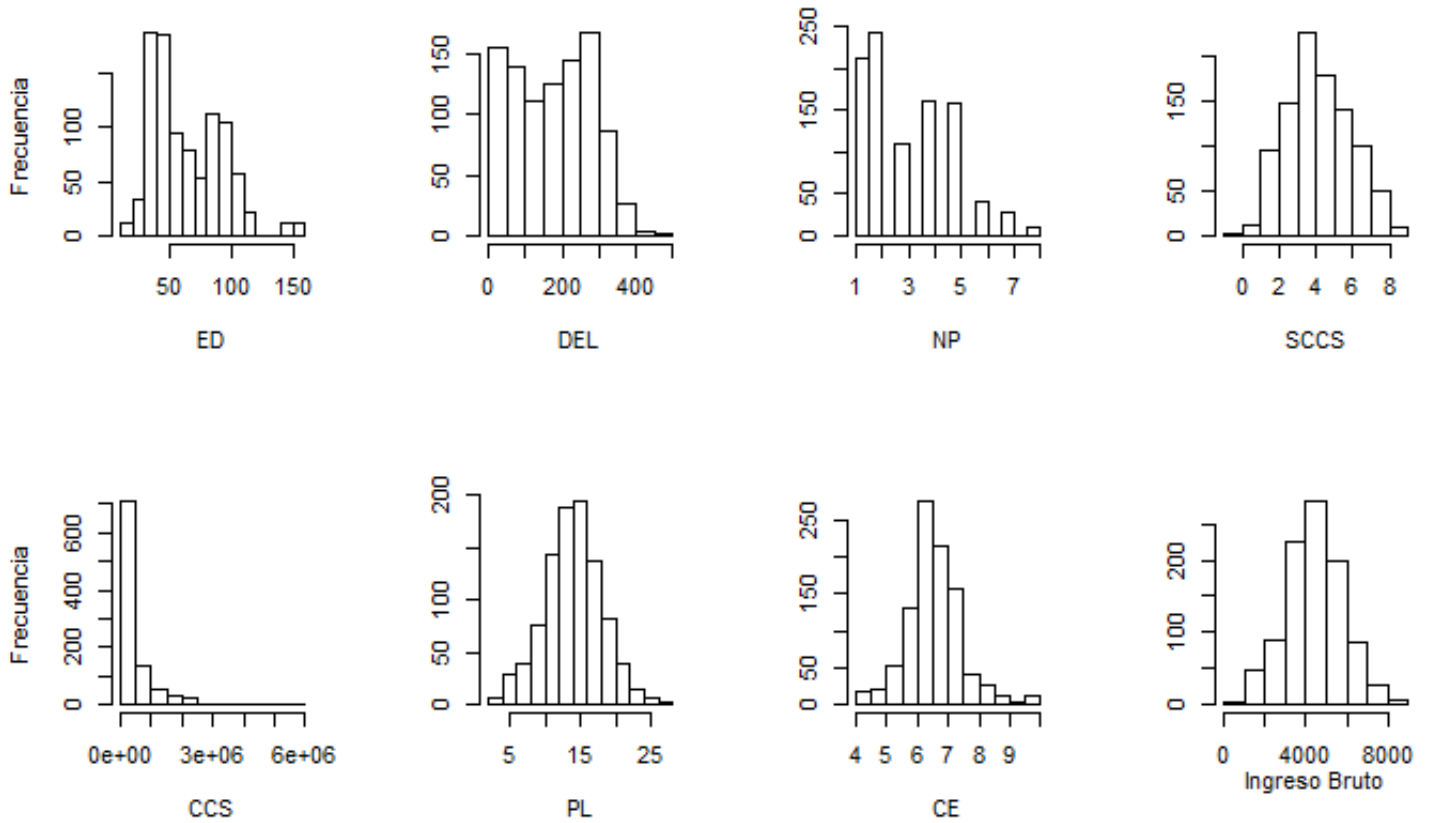 Frecuencia
0 50 100
50 100 150
ED
0 50 100 150
0 200 400
DEL
0 50 150 250
1 3 5 7
NP
0 50 150
0 2 4 6 8
SCCS
Frecuencia
0 200 400 600
0e+00 3e+06 6e+06
CCS
0 50 100 200
5 15 25
PL
0 50 150 250
4 5 6 7 8 9
CE
0 100 200
0 4000 8000
Ingreso Bruto